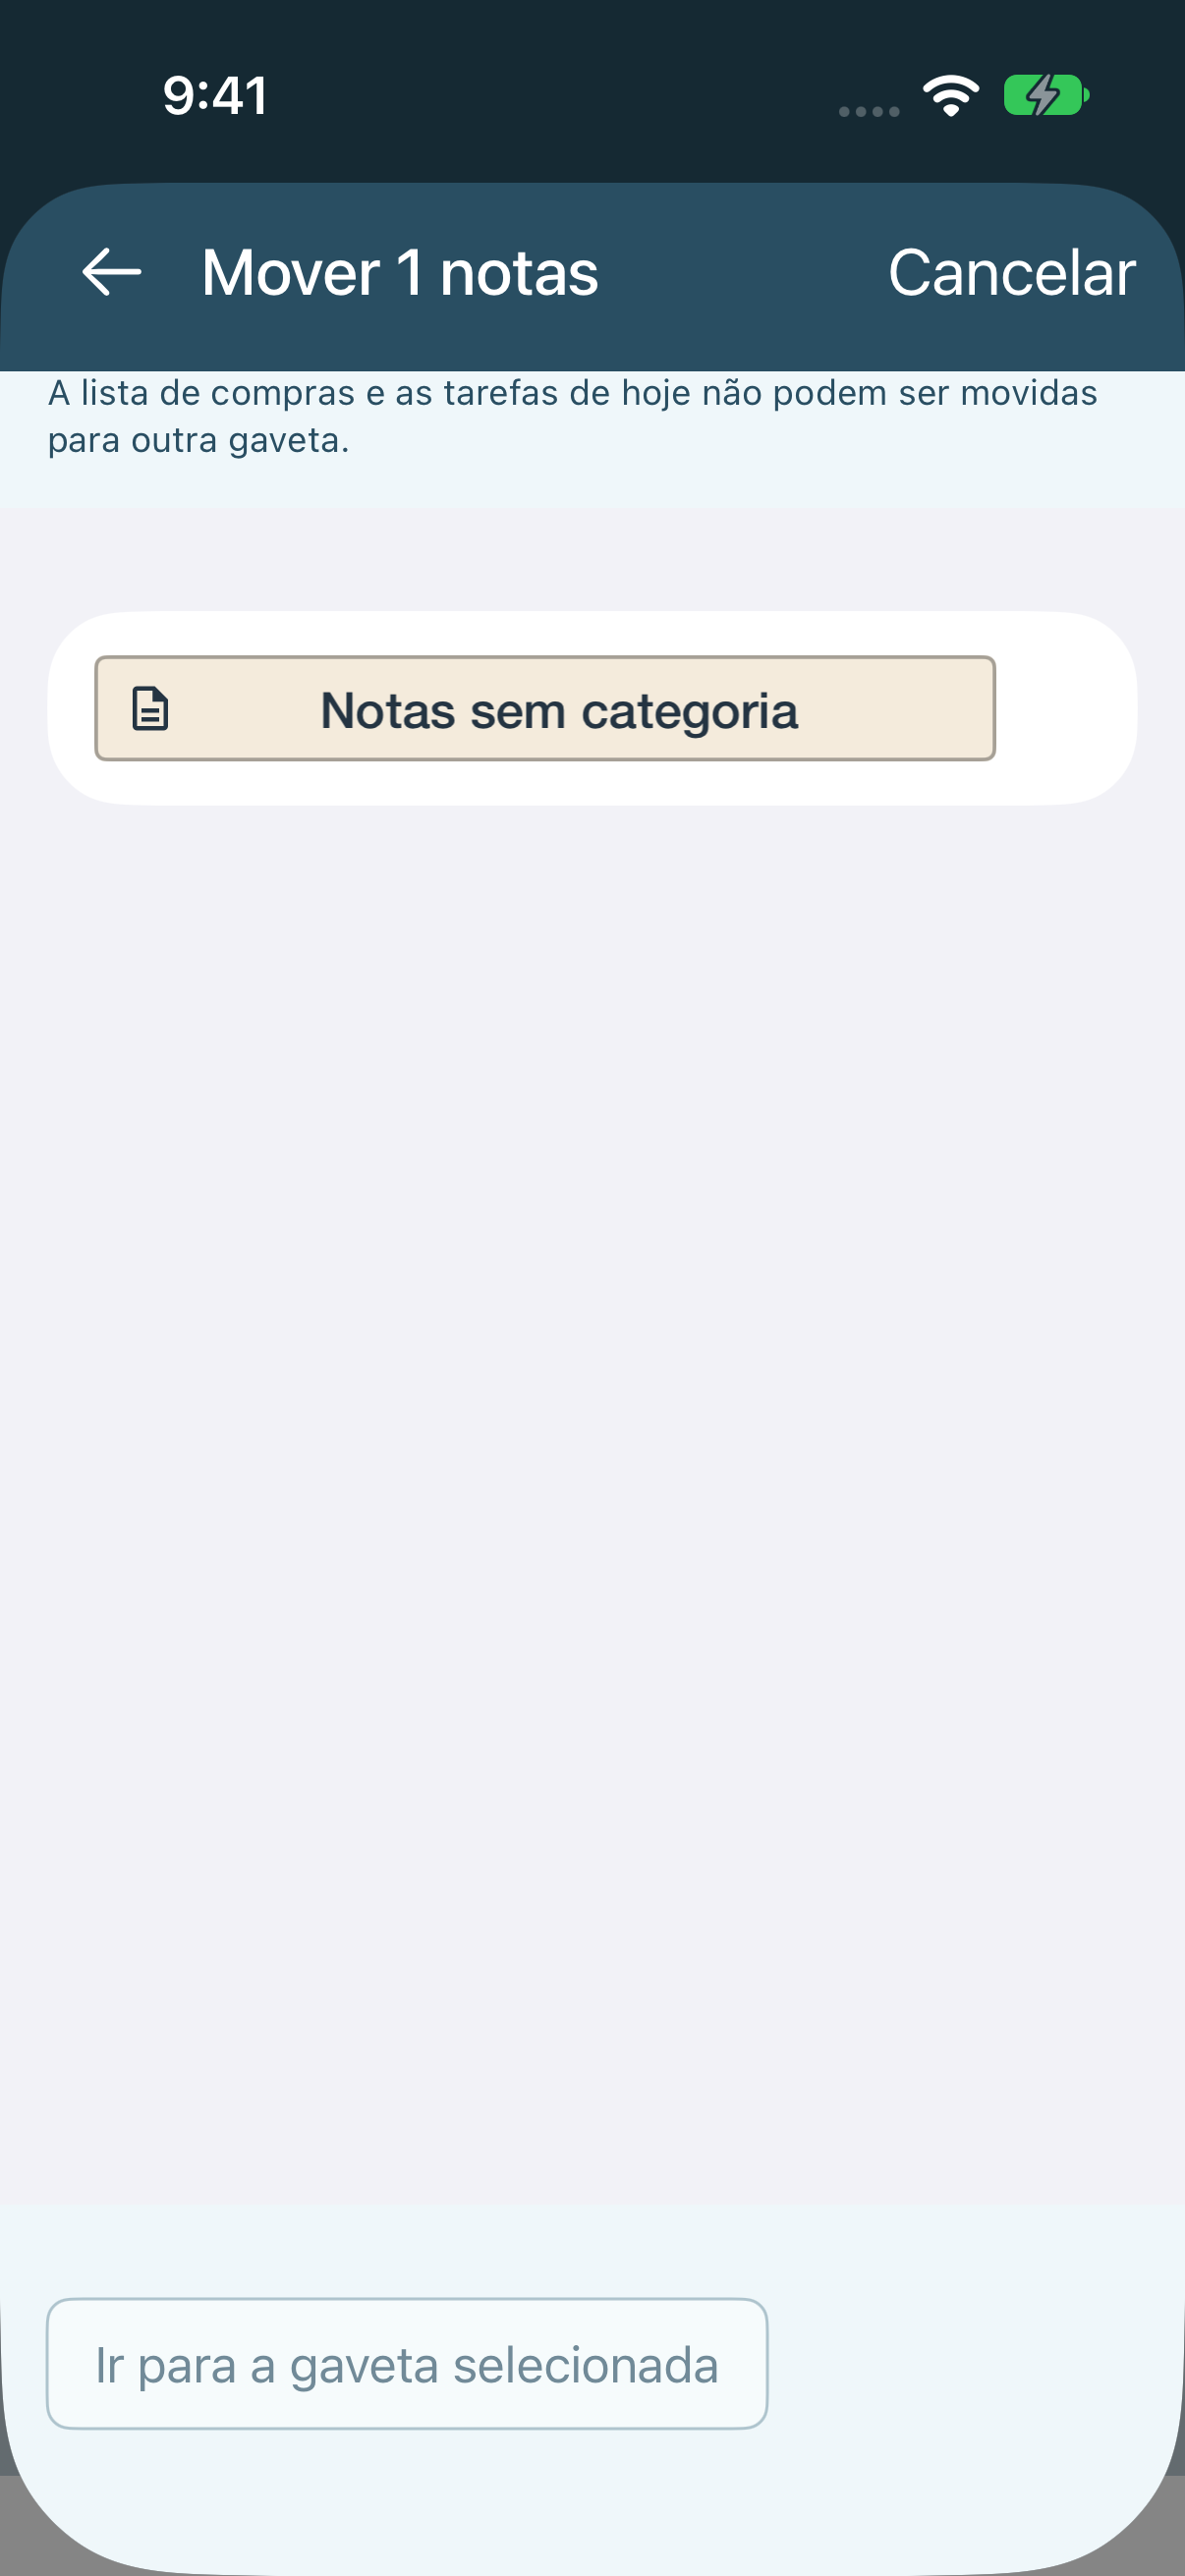 9:41
Mover 1 notas
Cancelar
A lista de compras e as tarefas de hoje não podem ser movidas
para outra gaveta.
Notas sem categoria
Ir para a gaveta selecionada